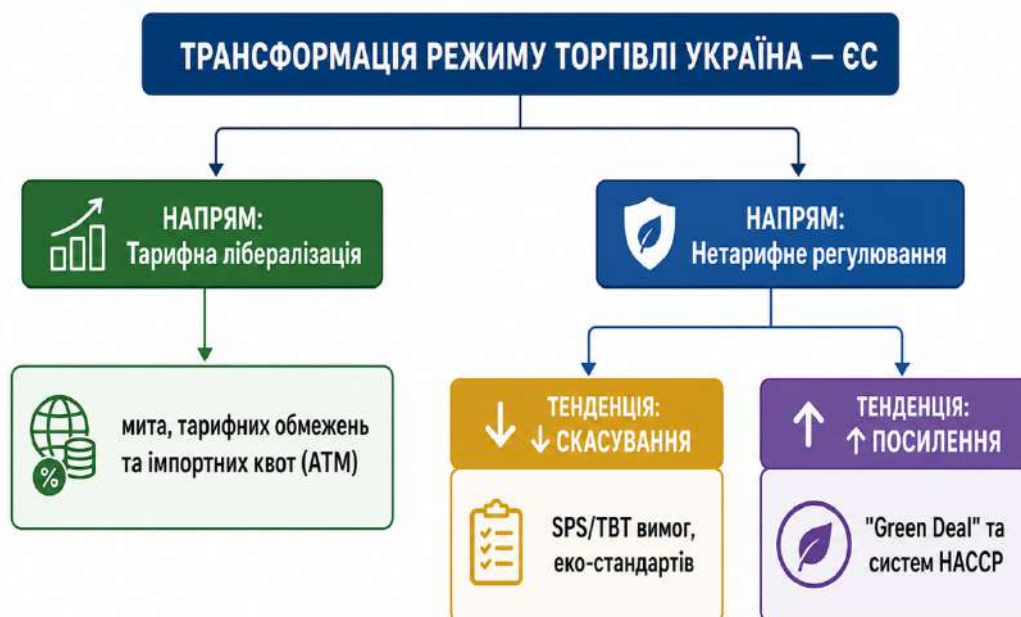 ТРАНСФОРМАЦІЯ РЕЖИМУ ТОРГІВЛІ УКРАЇНА — ЄС
НАПРЯМ:
Тарифна лібералізація
НАПРЯМ:
Нетарифне регулювання
мита, тарифних обмежень
та імпортних квот (АТМ)
%
ТЕНДЕНЦІЯ:
↓ СКАСУВАННЯ
SPS/TBT вимог,
еко-стандартів
ТЕНДЕНЦІЯ:
↑ ПОСИЛЕННЯ
"Green Deal" та
систем НАССР